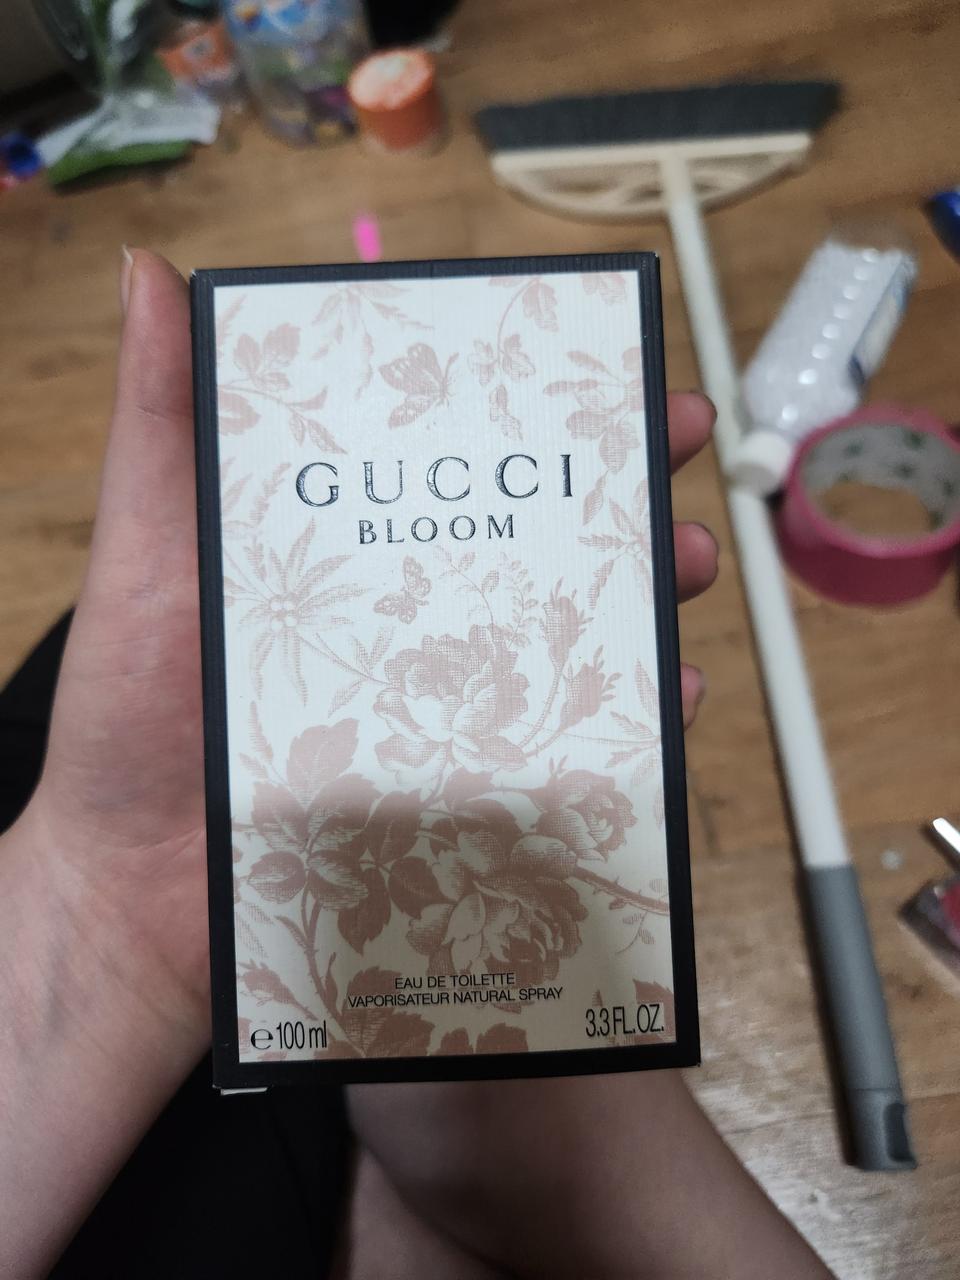 GUCCI
BLOOM
EAU DE TOILETTE
VAPORISATEUR NATURAL SPRAY
℮100 ml
3.3 FL. OZ.